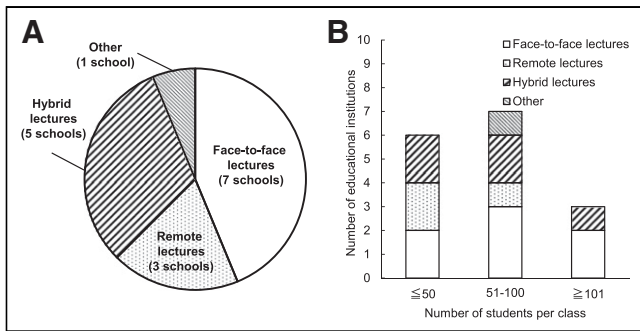 A
Other
(1 school)
Hybrid
lectures
(5 schools)
Face-to-face
lectures
(7 schools)
Remote
lectures
(3 schools)
B
Face-to-face lectures
Remote lectures
Hybrid lectures
Other
Number of educational institutions
10
9
8
7
6
5
4
3
2
1
0
≦50
51-100
≧101
Number of students per class